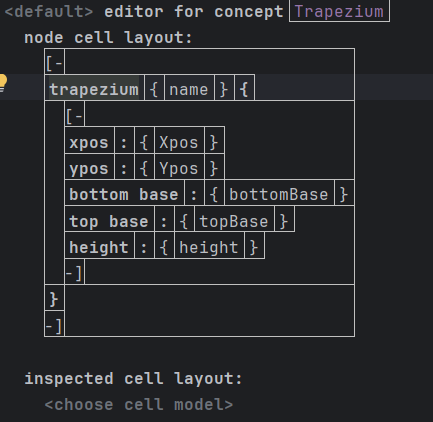 <default> editor for concept Trapezium
node cell layout:
[-
trapezium { name } {
[-
xpos : { Xpos }
ypos : { Ypos }
bottom base : { bottomBase }
top base : { topBase }
height : { height }
-]
}
-]
inspected cell layout:
<choose cell model>